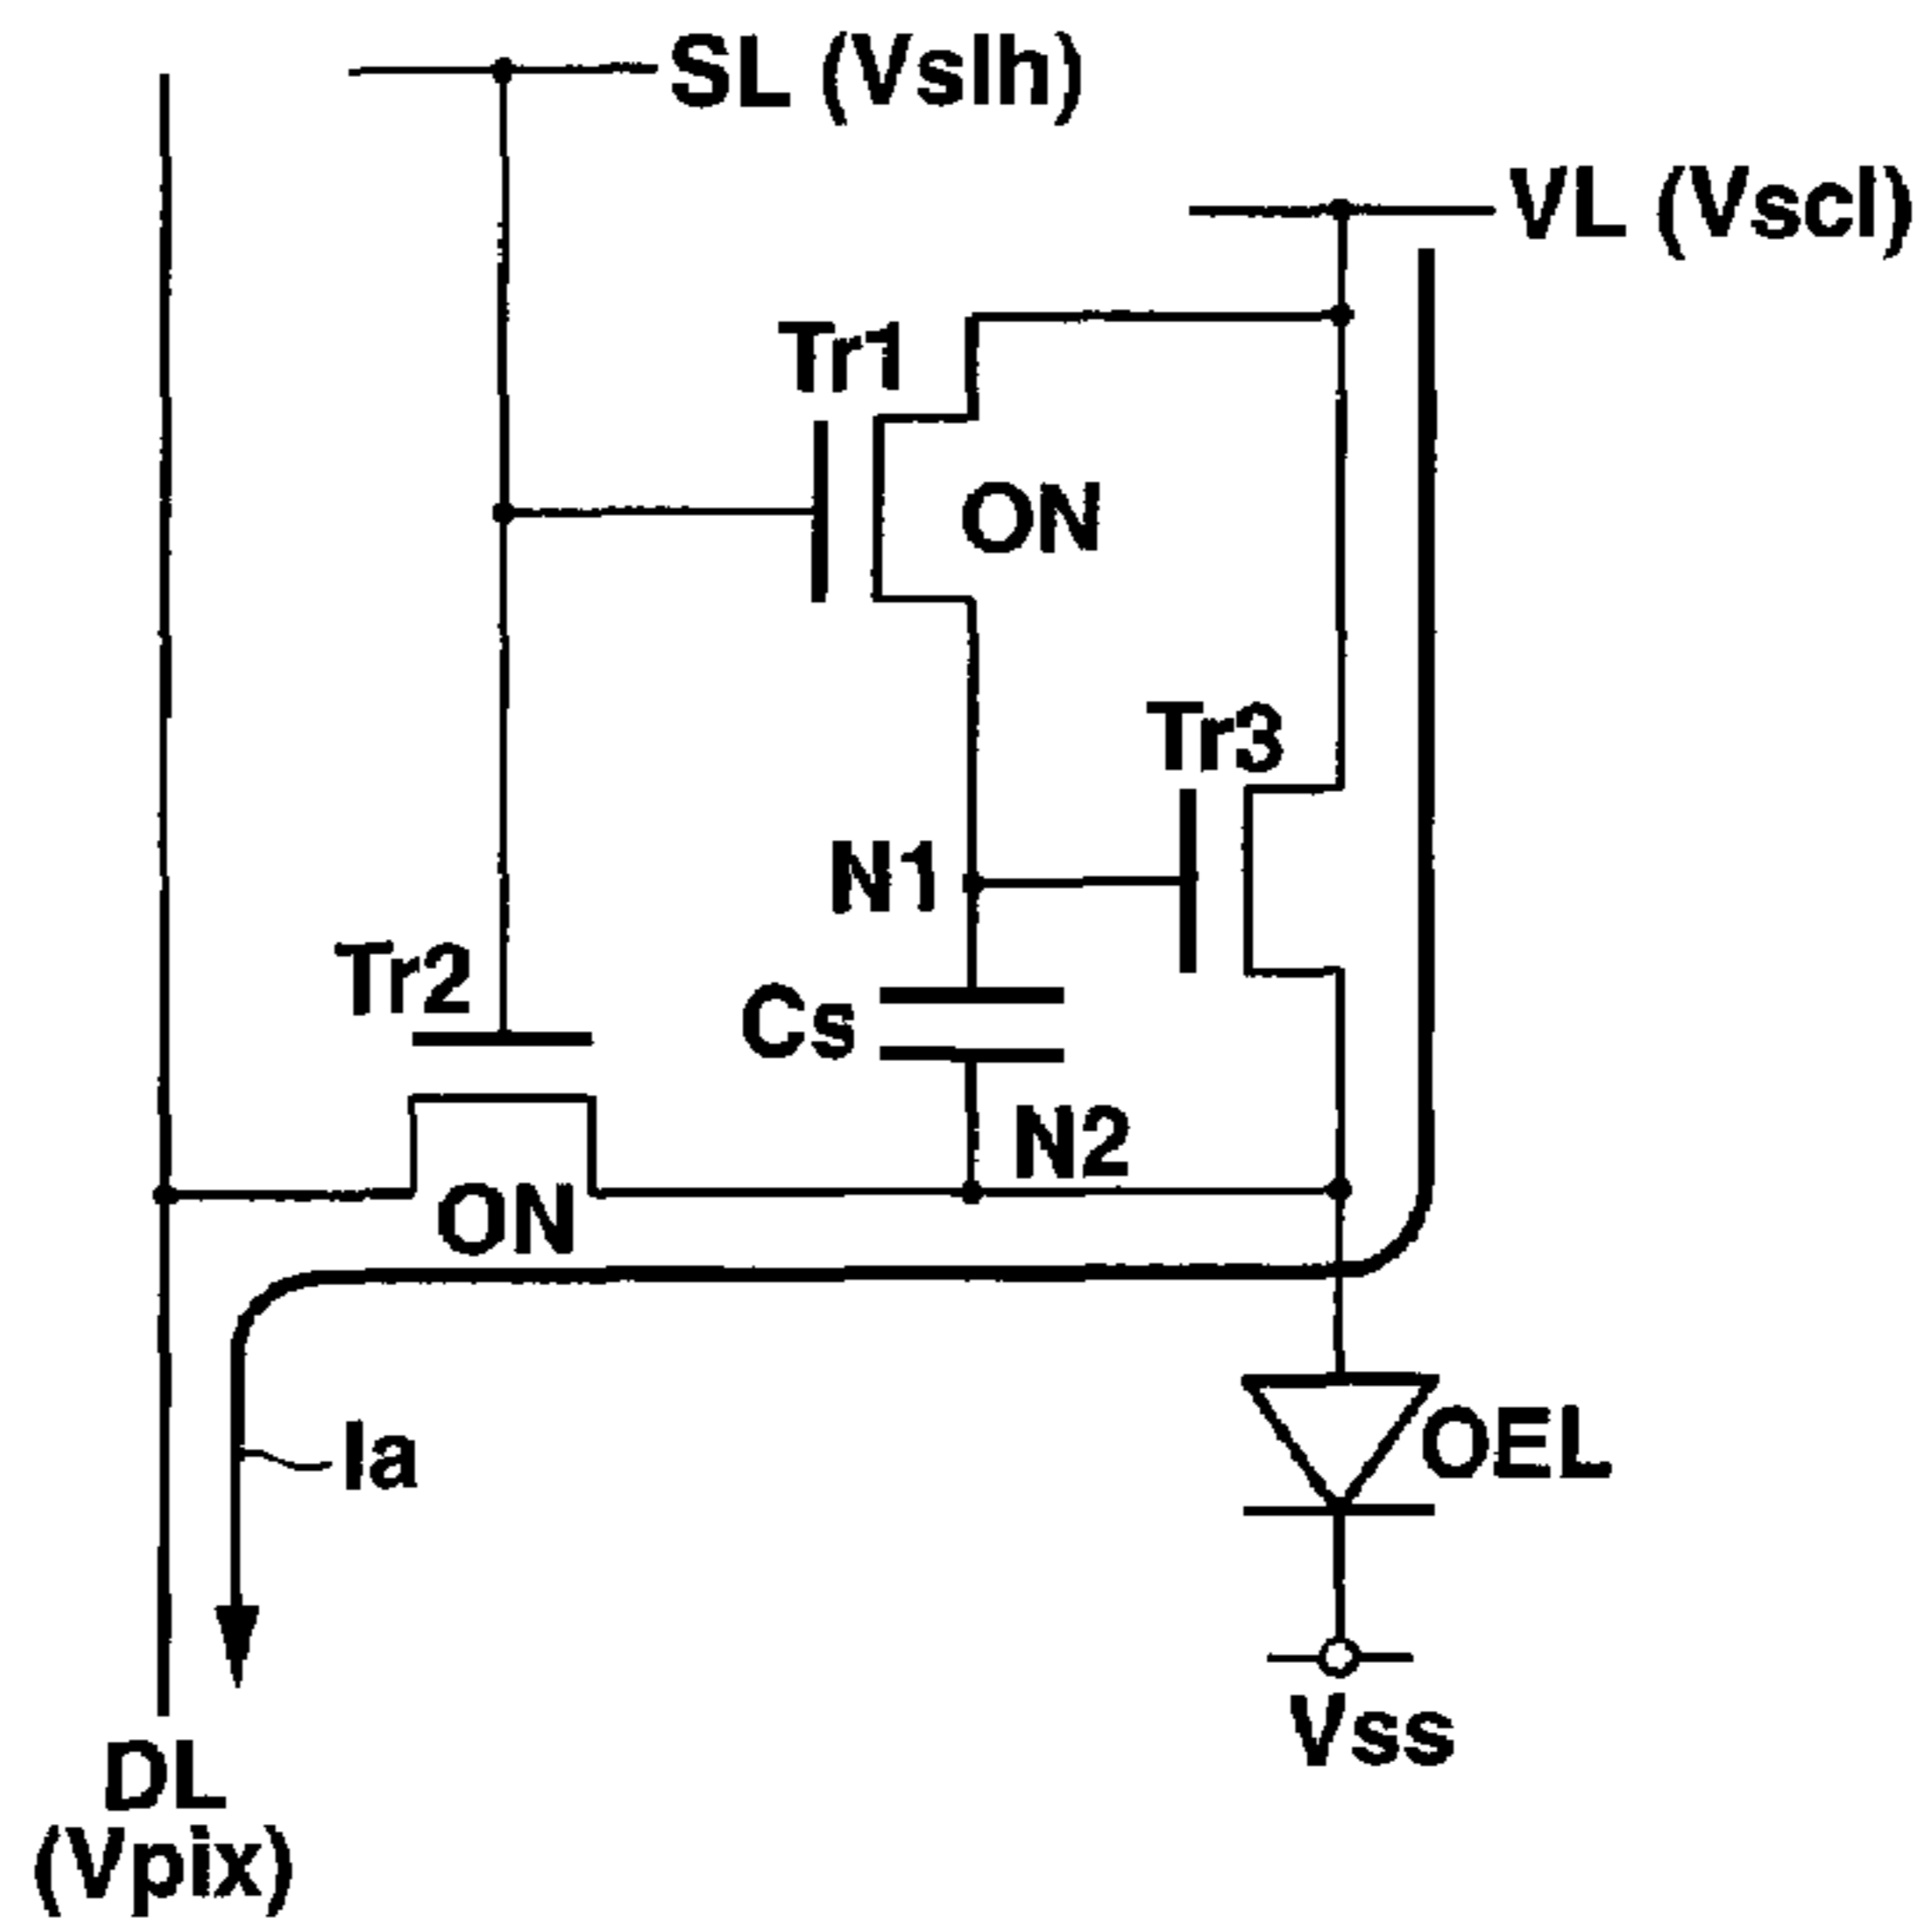 SL (Vslh)
VL (Vscl)
Tr1
ON
Tr3
N1
Tr2
Cs
N2
ON
Ia
OEL
Vss
DL
(Vpix)